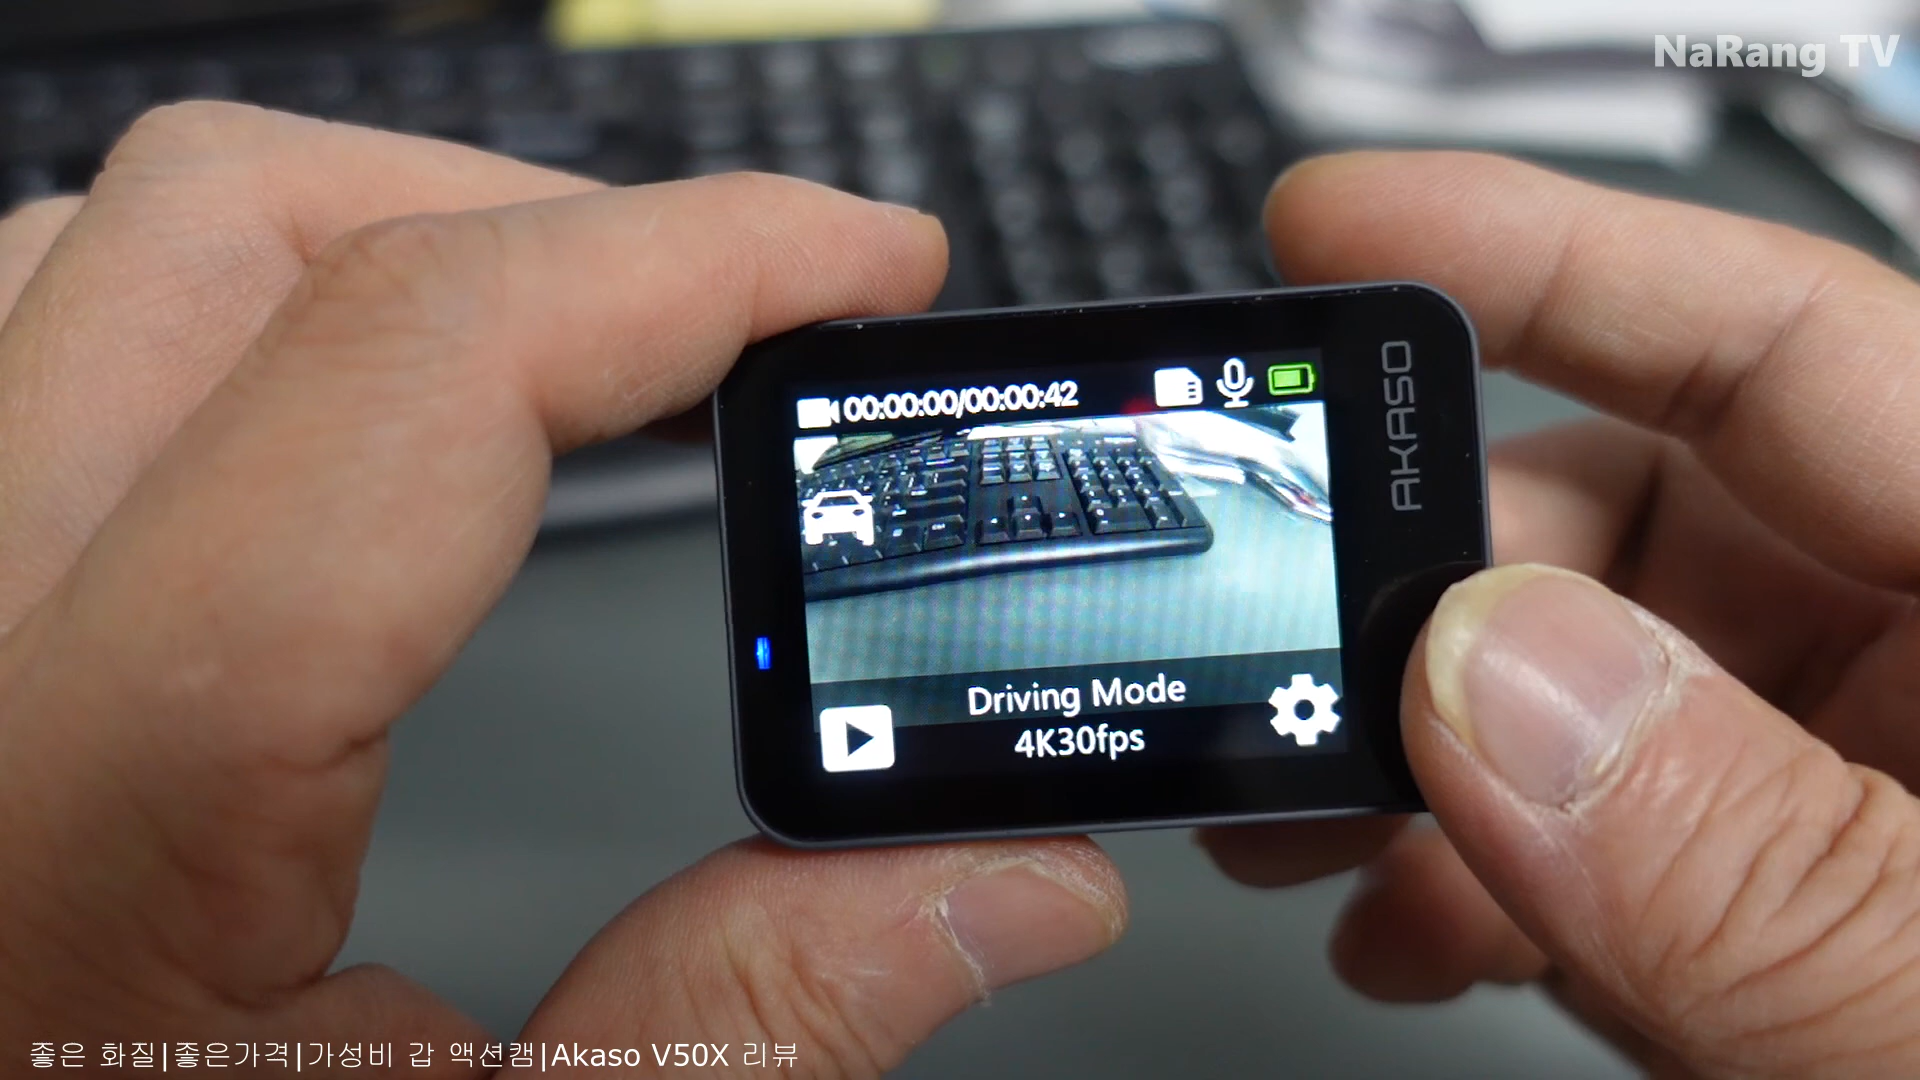 NaRang TV
00:00:00/00:00:42
AKASO
Driving Mode
4K30fps
좋은 화질|좋은가격|가성비 갑 액션캠|Akaso V50X 리뷰